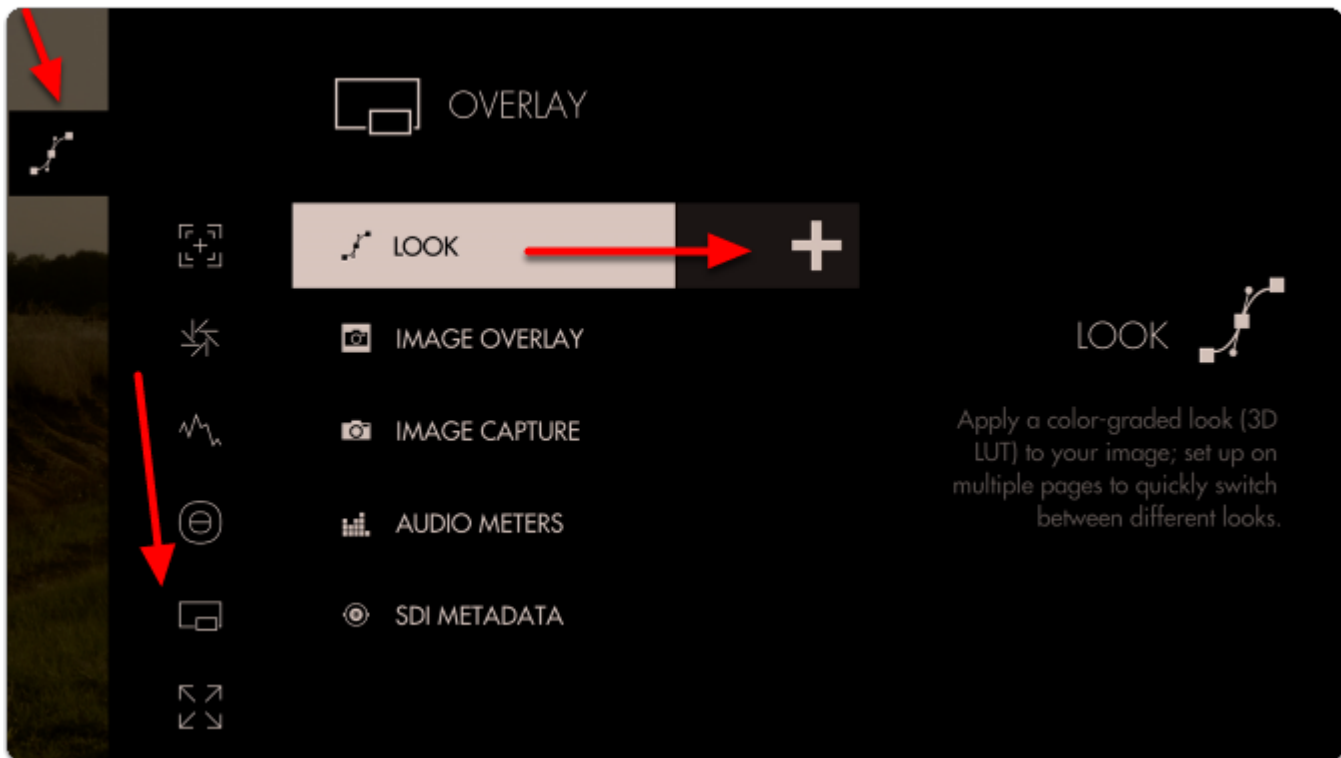 OVERLAY
LOOK
IMAGE OVERLAY
IMAGE CAPTURE
AUDIO METERS
SDI METADATA
LOOK
Apply a color-graded look (3D
LUT) to your image; set up on
multiple pages to quickly switch
between different looks.